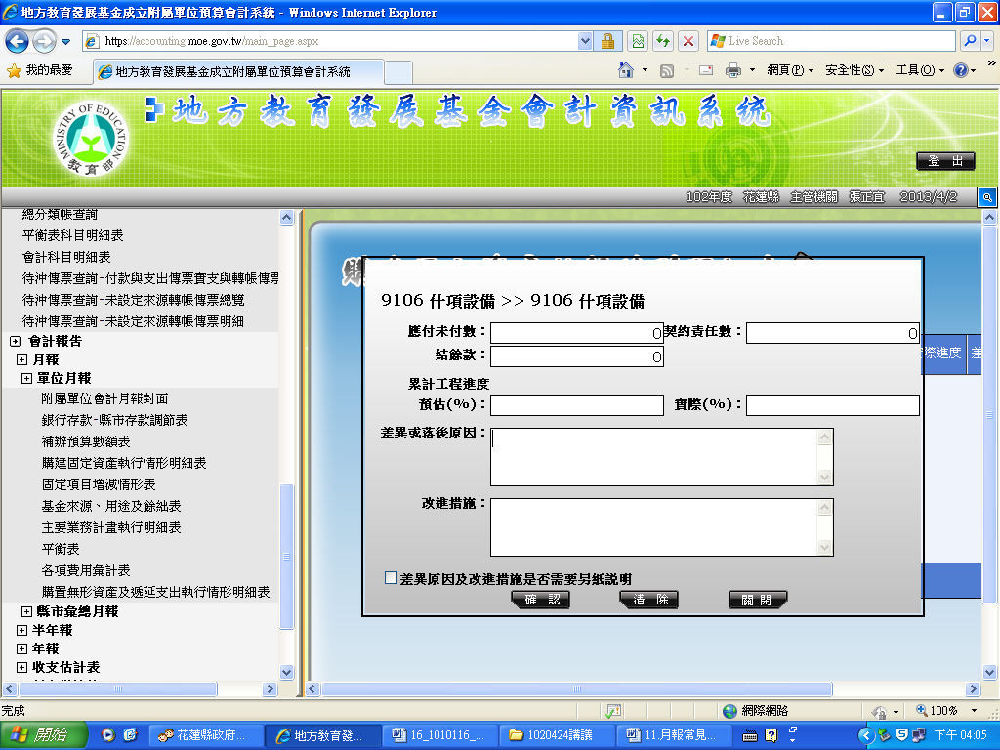 地方教育發展基金成立附屬單位預算會計系統 - Windows Internet Explorer
https://accounting.moe.gov.tw/main_page.aspx
Live Search
我的最愛
地方教育發展基金成立附屬單位預算會計系統
網頁(P)
安全性(S)
工具(O)
MINISTRY OF EDUCATION
教育部
地方教育發展基金會計資訊系統
登 出
102年度 花蓮縣 主管機關 張正宜 2013/4/2
總分類帳查詢
平衡表科目明細表
會計科目明細表
待沖傳票查詢-付款與支出傳票實支與轉帳傳票
待沖傳票查詢-未設定來源轉帳傳票總覽
待沖傳票查詢-未設定來源轉帳傳票明細
會計報告
月報
單位月報
附屬單位會計月報封面
銀行存款-縣市存款調節表
補辦預算數額表
購建固定資產執行情形明細表
固定項目增減情形表
基金來源、用途及餘絀表
主要業務計畫執行明細表
平衡表
各項費用彙計表
購置無形資產及遞延支出執行情形明細表
縣市彙總月報
半年報
年報
收支估計表
購
際進度
差
9106 什項設備 >> 9106 什項設備
應付未付數：
0
契約責任數：
0
結餘款：
0
累計工程進度
預估(%)：
實際(%)：
差異或落後原因：
改進措施：
差異原因及改進措施是否需要另紙說明
確 認
清 除
關 閉
完成
網際網路
100%
開始
花蓮縣政府...
地方教育發...
16_1010116_...
1020424講議
11.月報常見...
下午 04:05